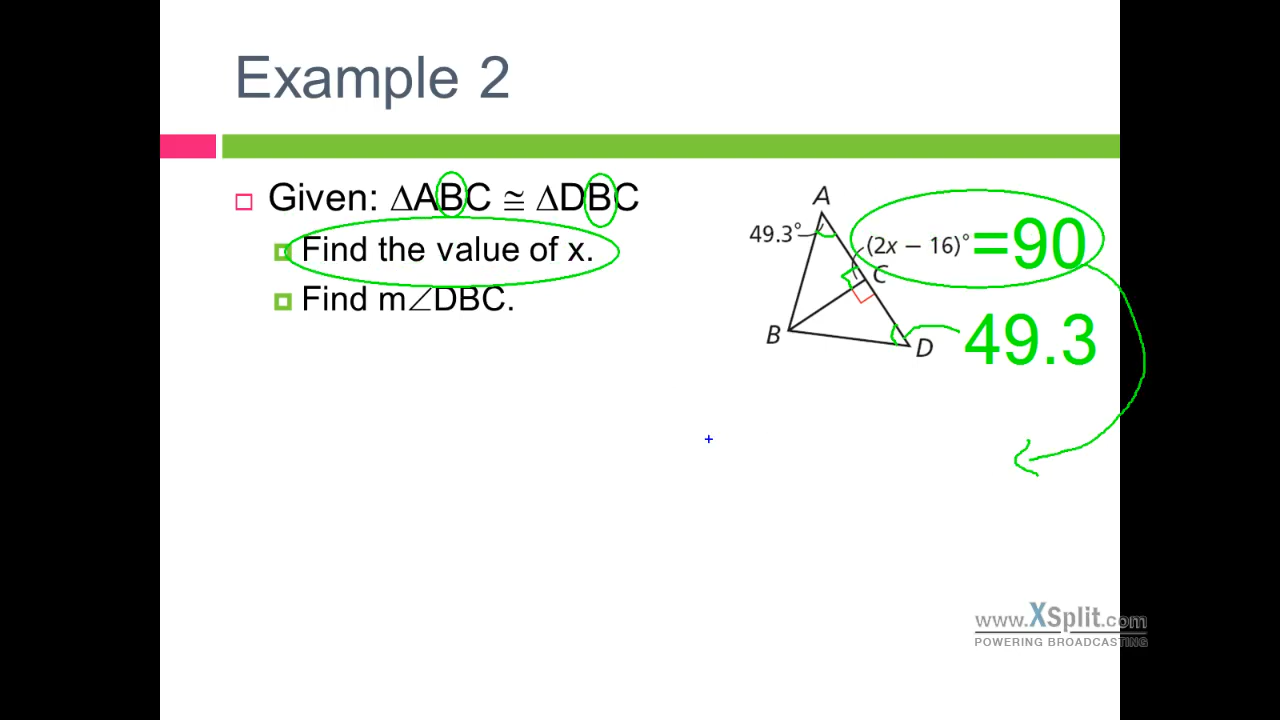 Example 2
Given: ΔABC ≅ ΔDBC
Find the value of x.
Find m∠DBC.
A
49.3°
(2x − 16)°
=90
C
B
D
49.3
www.XSplit.com
POWERING BROADCASTING